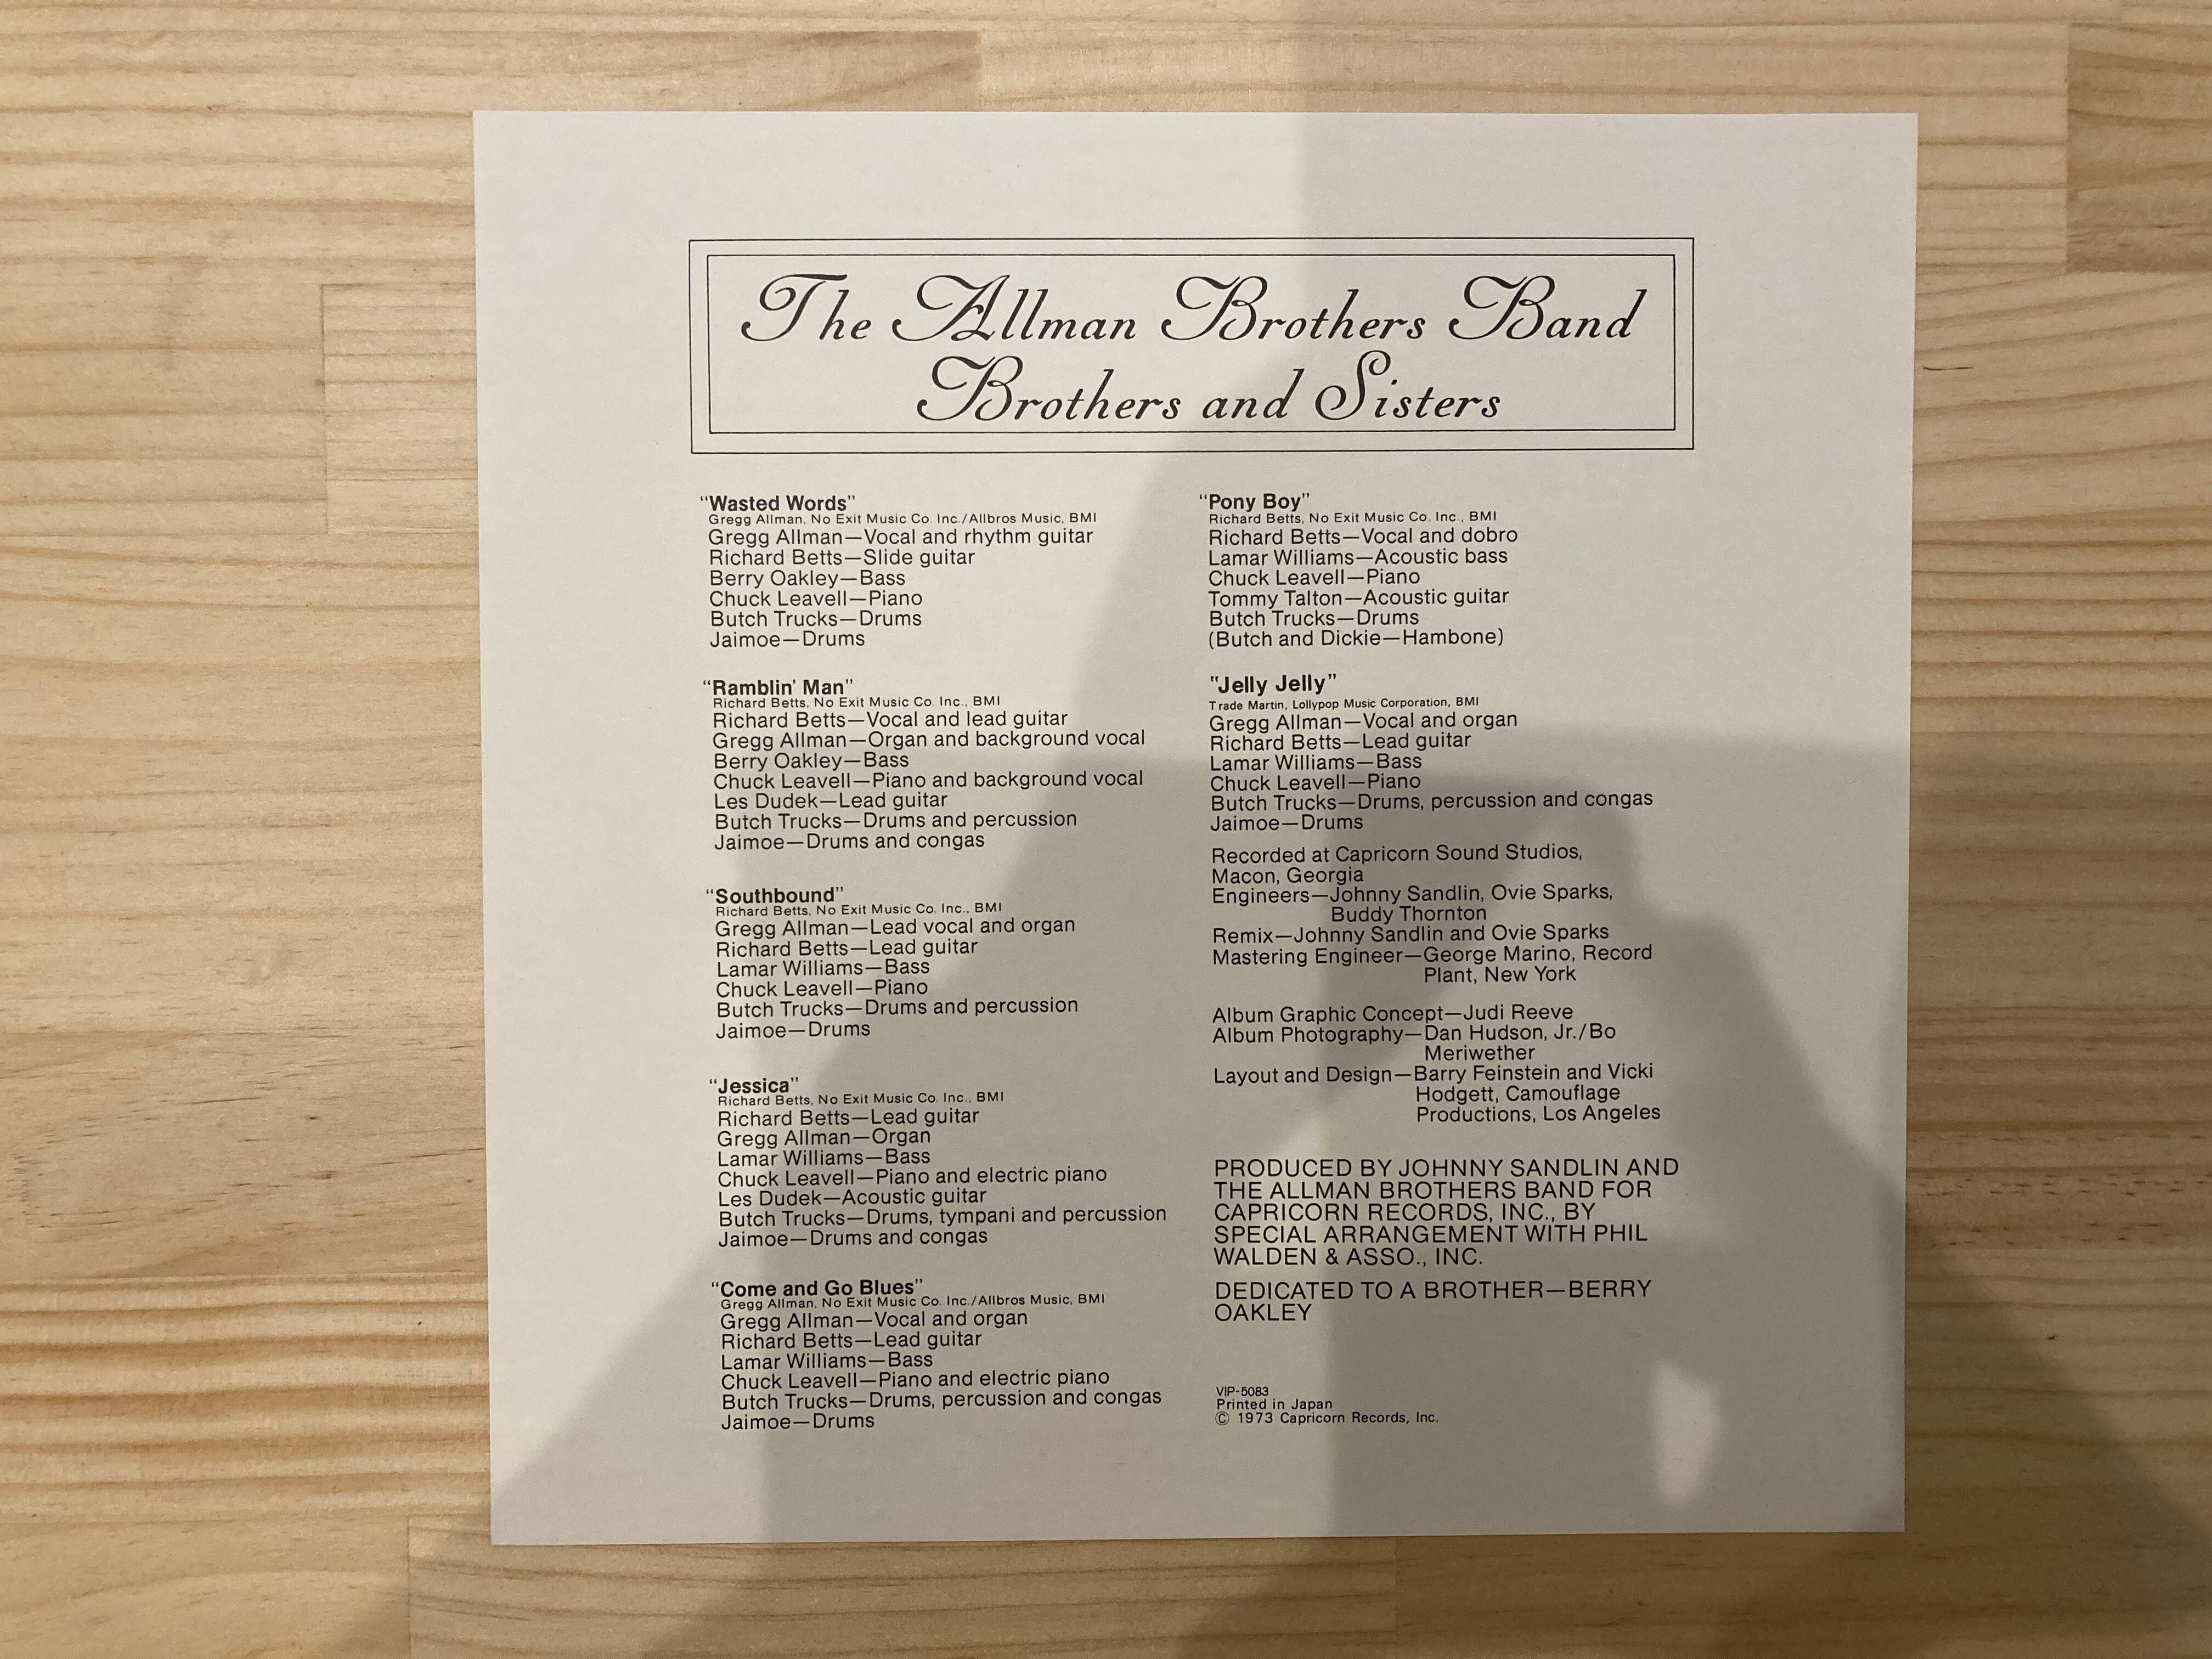 The Allman Brothers Band
Brothers and Sisters
“Wasted Words”
Gregg Allman, No Exit Music Co. Inc./Allbros Music, BMI
Gregg Allman—Vocal and rhythm guitar
Richard Betts—Slide guitar
Berry Oakley—Bass
Chuck Leavell—Piano
Butch Trucks—Drums
Jaimoe—Drums
“Ramblin’ Man”
Richard Betts, No Exit Music Co. Inc., BMI
Richard Betts—Vocal and lead guitar
Gregg Allman—Organ and background vocal
Berry Oakley—Bass
Chuck Leavell—Piano and background vocal
Les Dudek—Lead guitar
Butch Trucks—Drums and percussion
Jaimoe—Drums and congas
“Southbound”
Richard Betts, No Exit Music Co. Inc., BMI
Gregg Allman—Lead vocal and organ
Richard Betts—Lead guitar
Lamar Williams—Bass
Chuck Leavell—Piano
Butch Trucks—Drums and percussion
Jaimoe—Drums
“Jessica”
Richard Betts, No Exit Music Co. Inc., BMI
Richard Betts—Lead guitar
Gregg Allman—Organ
Lamar Williams—Bass
Chuck Leavell—Piano and electric piano
Les Dudek—Acoustic guitar
Butch Trucks—Drums, tympani and percussion
Jaimoe—Drums and congas
“Come and Go Blues”
Gregg Allman, No Exit Music Co. Inc./Allbros Music, BMI
Gregg Allman—Vocal and organ
Richard Betts—Lead guitar
Lamar Williams—Bass
Chuck Leavell—Piano and electric piano
Butch Trucks—Drums, percussion and congas
Jaimoe—Drums
“Pony Boy”
Richard Betts, No Exit Music Co. Inc., BMI
Richard Betts—Vocal and dobro
Lamar Williams—Acoustic bass
Chuck Leavell—Piano
Tommy Talton—Acoustic guitar
Butch Trucks—Drums
(Butch and Dickie—Hambone)
“Jelly Jelly”
Trade Martin, Lollypop Music Corporation, BMI
Gregg Allman—Vocal and organ
Richard Betts—Lead guitar
Lamar Williams—Bass
Chuck Leavell—Piano
Butch Trucks—Drums, percussion and congas
Jaimoe—Drums
Recorded at Capricorn Sound Studios,
Macon, Georgia
Engineers—Johnny Sandlin, Ovie Sparks,
Buddy Thornton
Remix—Johnny Sandlin and Ovie Sparks
Mastering Engineer—George Marino, Record
Plant, New York
Album Graphic Concept—Judi Reeve
Album Photography—Dan Hudson, Jr./Bo
Meriwether
Layout and Design—Barry Feinstein and Vicki
Hodgett, Camouflage
Productions, Los Angeles
PRODUCED BY JOHNNY SANDLIN AND
THE ALLMAN BROTHERS BAND FOR
CAPRICORN RECORDS, INC., BY
SPECIAL ARRANGEMENT WITH PHIL
WALDEN & ASSO., INC.
DEDICATED TO A BROTHER—BERRY
OAKLEY
VIP-5083
Printed in Japan
© 1973 Capricorn Records, Inc.